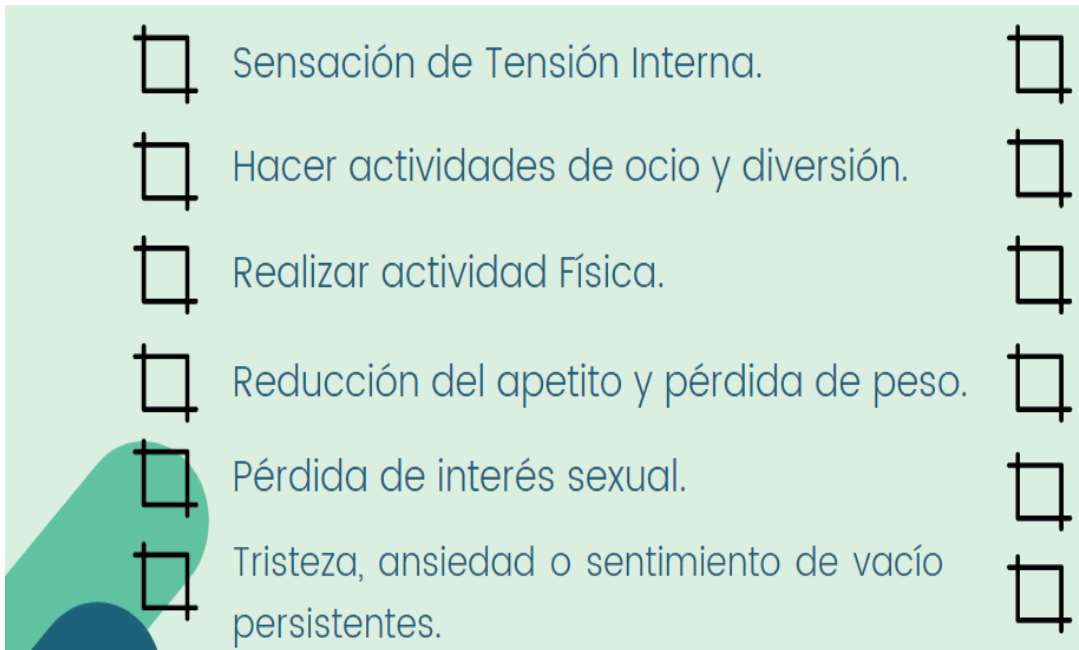 Sensación de Tensión Interna.
Hacer actividades de ocio y diversión.
Realizar actividad Física.
Reducción del apetito y pérdida de peso.
Pérdida de interés sexual.
Tristeza, ansiedad o sentimiento de vacío
persistentes.